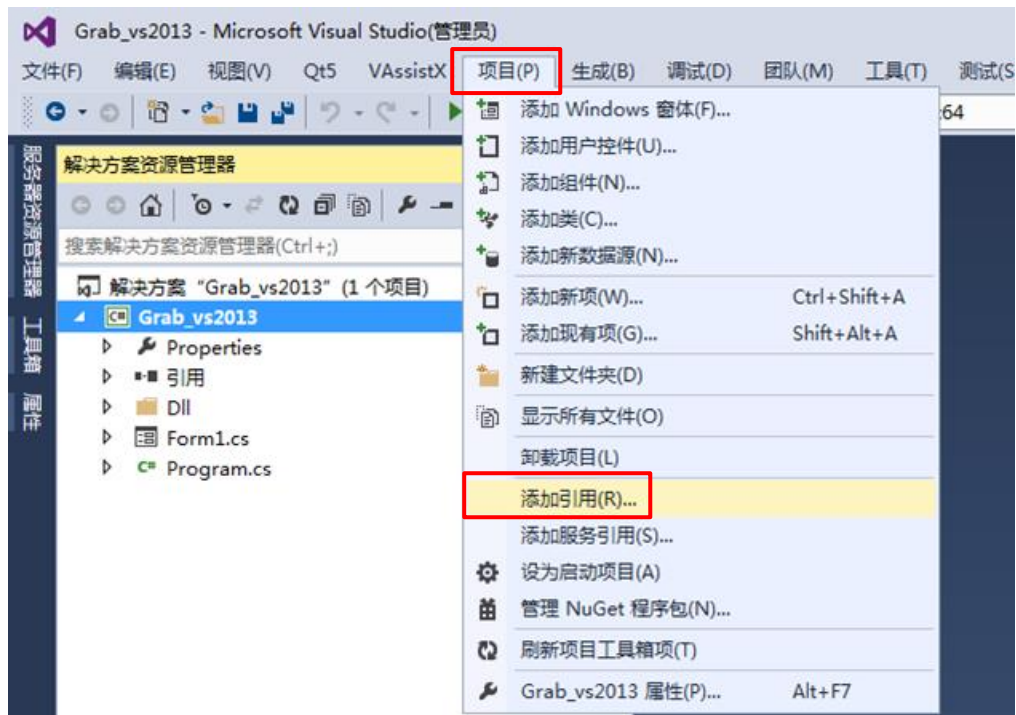 Grab_vs2013 - Microsoft Visual Studio(管理员)
文件(F) 编辑(E) 视图(V) Qt5 VAssistX 项目(P) 生成(B) 调试(D) 团队(M) 工具(T) 测试(S
64
服务器资源管理器
工具箱
属性
解决方案资源管理器
搜索解决方案资源管理器(Ctrl+;)
解决方案 "Grab_vs2013" (1 个项目)
Grab_vs2013
Properties
引用
Dll
Form1.cs
Program.cs
添加 Windows 窗体(F)...
添加用户控件(U)...
添加组件(N)...
添加类(C)...
添加新数据源(N)...
添加新项(W)... Ctrl+Shift+A
添加现有项(G)... Shift+Alt+A
新建文件夹(D)
显示所有文件(O)
卸载项目(L)
添加引用(R)...
添加服务引用(S)...
设为启动项目(A)
管理 NuGet 程序包(N)...
刷新项目工具箱项(T)
Grab_vs2013 属性(P)... Alt+F7